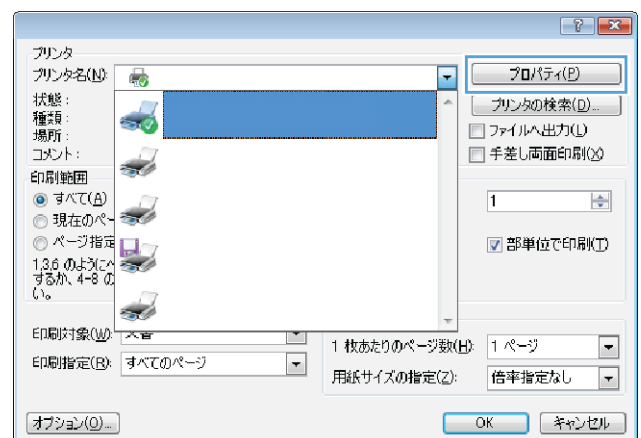 プリンタ
プリンタ名(N):
プロパティ(P)
状態:
種類:
場所:
コメント:
プリンタの検索(D)...
ファイルへ出力(L)
手差し両面印刷(X)
印刷範囲
すべて(A)
現在のペー
ページ指定
1,3,6 のように
するか、4-8 の
い。
1
部単位で印刷(T)
印刷対象(W):
印刷指定(R):
すべてのページ
1 枚あたりのページ数(H):
1 ページ
用紙サイズの指定(Z):
倍率指定なし
オプション(O)...
OK
キャンセル